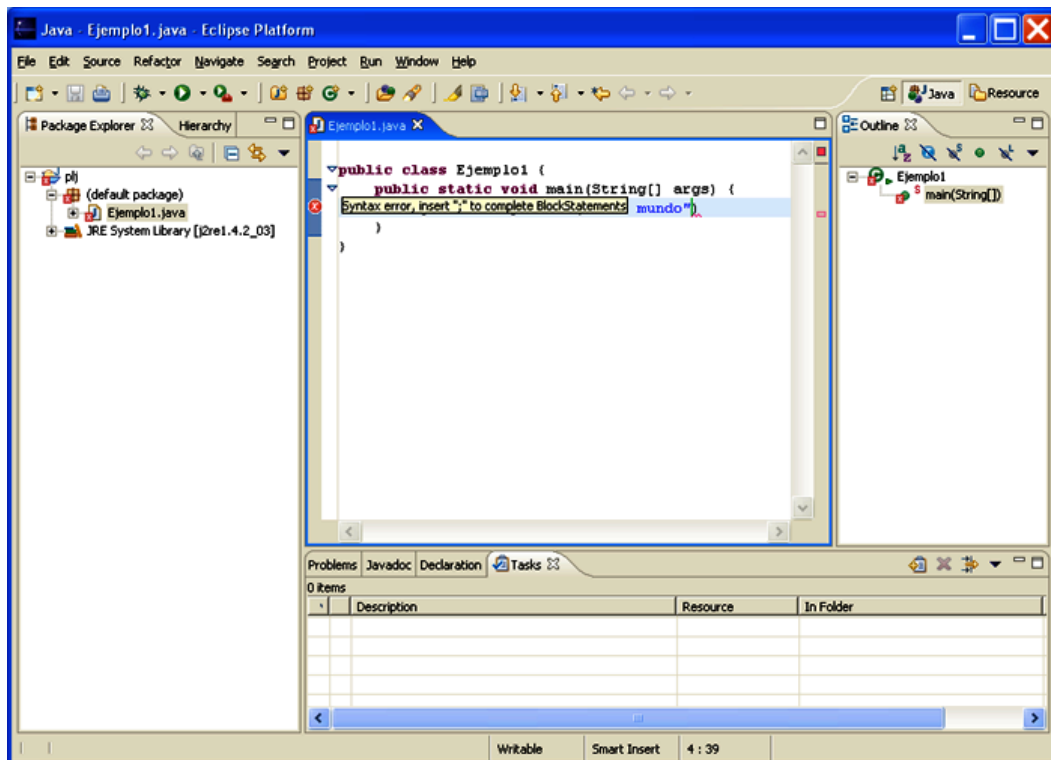 Java - Ejemplo1.java - Eclipse Platform
File Edit Source Refactor Navigate Search Project Run Window Help
Java Resource
Package Explorer Hierarchy
plj
(default package)
Ejemplo1.java
JRE System Library [j2re1.4.2_03]
Ejemplo1.java
public class Ejemplo1 {
public static void main(String[] args) {
Syntax error, insert ";" to complete BlockStatements mundo")
}
}
Outline
Ejemplo1
S main(String[])
Problems Javadoc Declaration Tasks
0 items
Description Resource In Folder
Writable Smart Insert 4 : 39